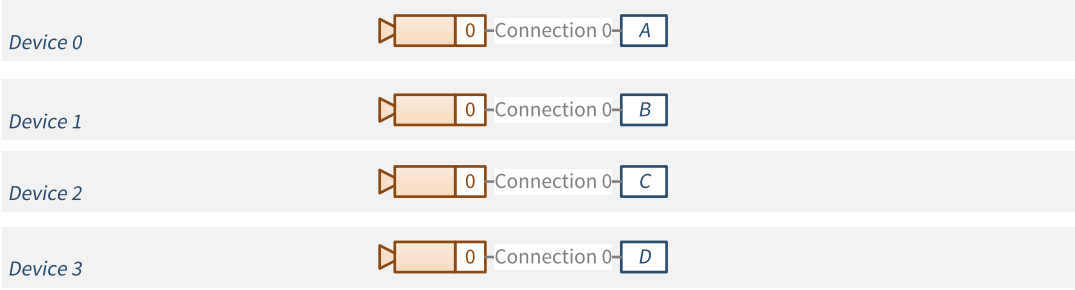 Device 0 0 Connection 0 A
Device 1 0 Connection 0 B
Device 2 0 Connection 0 C
Device 3 0 Connection 0 D